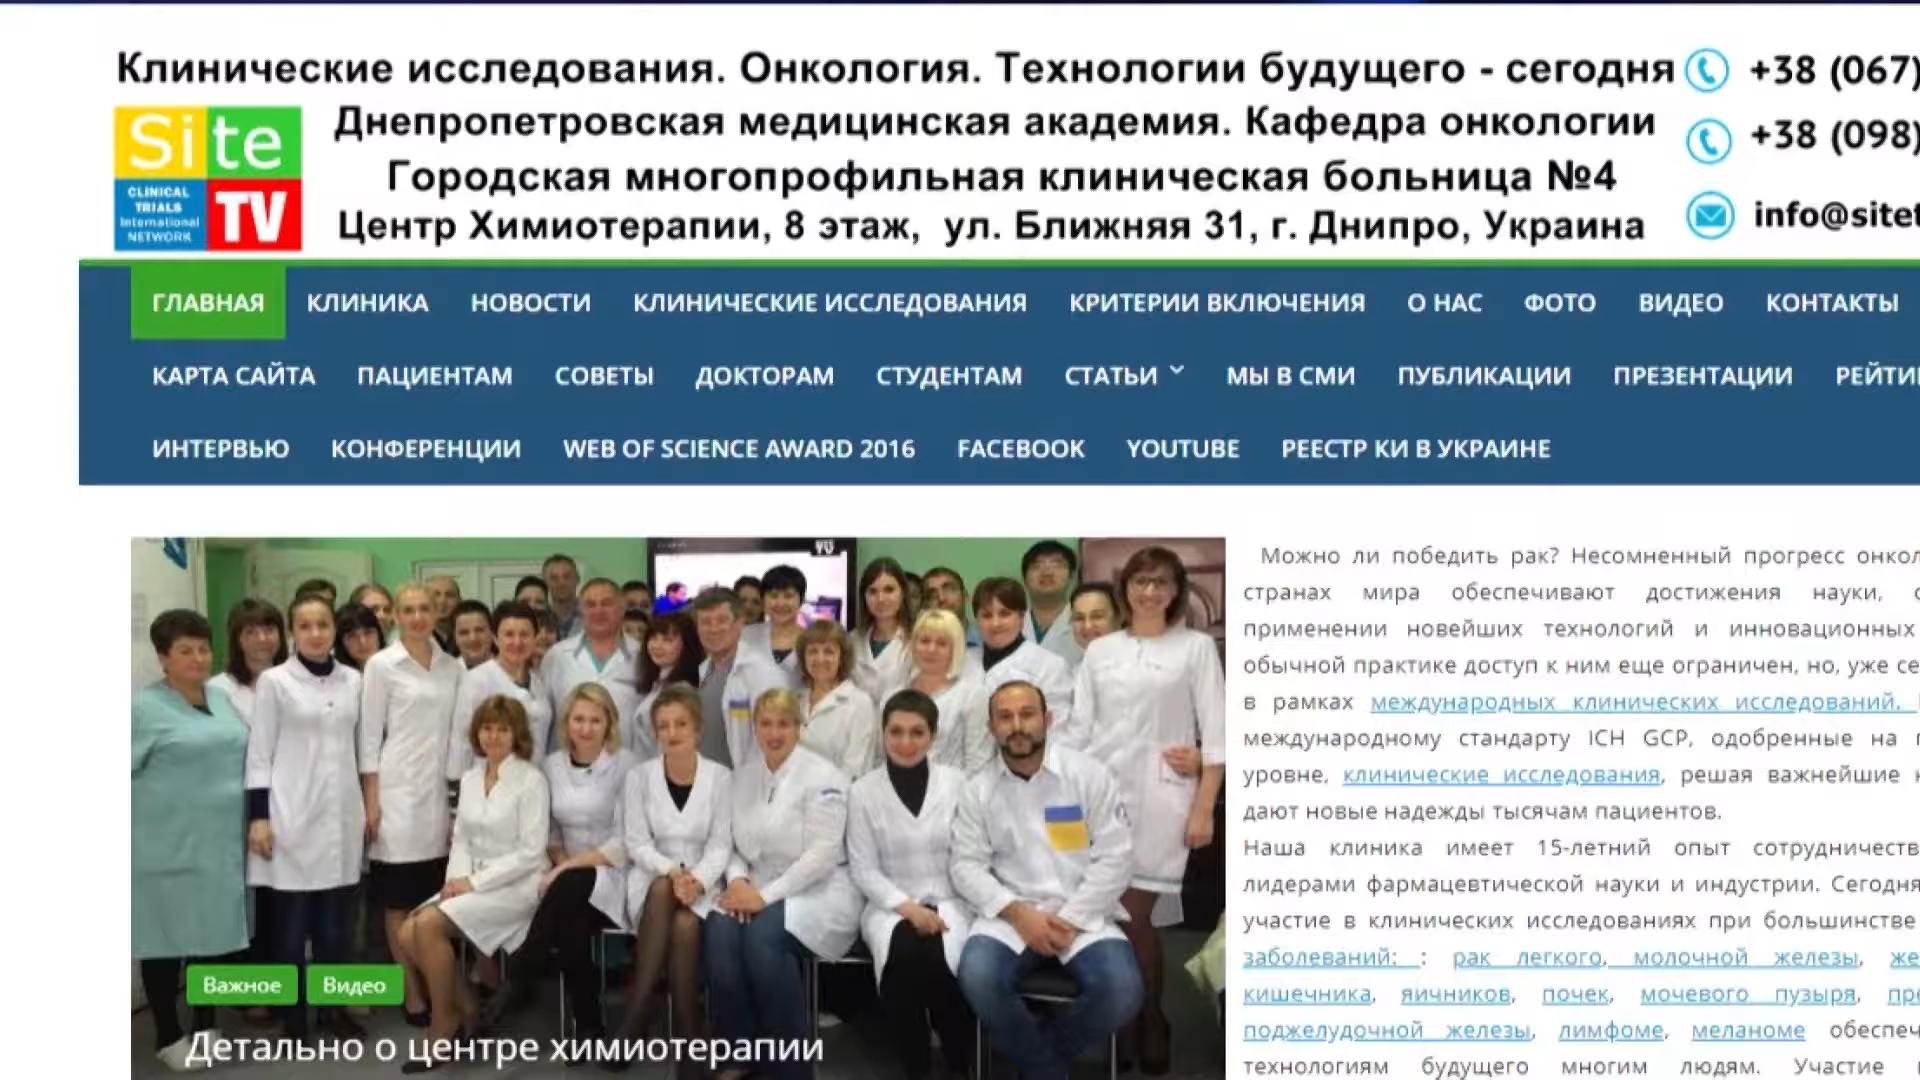 Клинические исследования. Онкология. Технологии будущего - сегодня
+38 (067)
Site TV
CLINICAL TRIALS International NETWORK
Днепропетровская медицинская академия. Кафедра онкологии
+38 (098)
Городская многопрофильная клиническая больница №4
Центр Химиотерапии, 8 этаж, ул. Ближняя 31, г. Днипро, Украина
ГЛАВНАЯ КЛИНИКА НОВОСТИ КЛИНИЧЕСКИЕ ИССЛЕДОВАНИЯ КРИТЕРИИ ВКЛЮЧЕНИЯ О НАС ФОТО ВИДЕО КОНТАКТЫ
КАРТА САЙТА ПАЦИЕНТАМ СОВЕТЫ ДОКТОРАМ СТУДЕНТАМ СТАТЬИ МЫ В СМИ ПУБЛИКАЦИИ ПРЕЗЕНТАЦИИ
ИНТЕРВЬЮ КОНФЕРЕНЦИИ WEB OF SCIENCE AWARD 2016 FACEBOOK YOUTUBE РЕЕСТР КИ В УКРАИНЕ
Можно ли победить рак? Несомненный прогресс
странах мира обеспечивают достижения науки,
применении новейших технологий и инновационных
обычной практике доступ к ним еще ограничен, но, уже
в рамках международных клинических исследований.
международному стандарту ICH GCP, одобренные на
уровне, клинические исследования, решая важнейшие
дают новые надежды тысячам пациентов.
Наша клиника имеет 15-летний опыт
лидерами фармацевтической науки и индустрии. Сегодня
участие в клинических исследованиях при большинстве
заболеваний: : рак легкого, молочной железы,
кишечника, яичников, почек, мочевого пузыря,
поджелудочной железы, лимфоме, меланоме
технологиям будущего многим людям. Участие
Важное Видео
Детально о центре химиотерапии